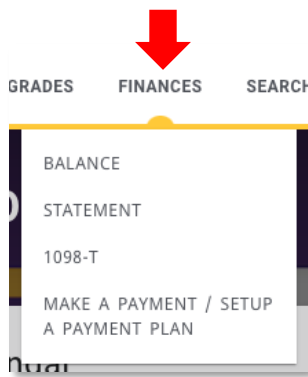 GRADES FINANCES SEARCH
BALANCE
STATEMENT
1098-T
MAKE A PAYMENT / SETUP
A PAYMENT PLAN